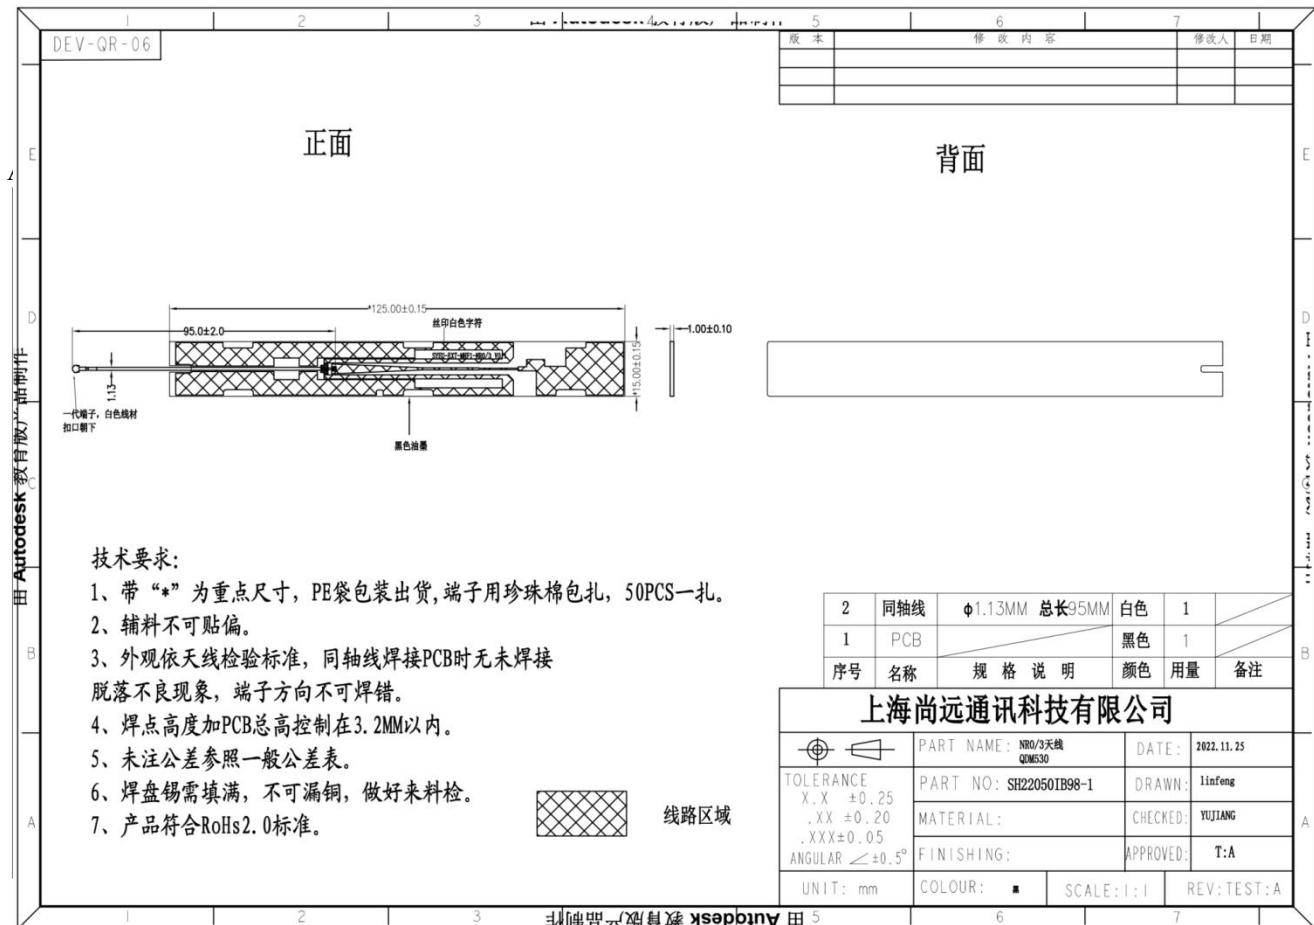 DEV-QR-06
版 本 修 改 内 容 修改人 日期
正面
背面
*125.00±0.15
95.0±2.0
丝印白色字符
1.00±0.10
*15.00±0.15
1.13
一代端子，白色线材
扣口朝下
黑色油墨
由 Autodesk 教育版产品制作
技术要求:
1、带“*”为重点尺寸，PE袋包装出货,端子用珍珠棉包扎，50PCS一扎。
2、辅料不可贴偏。
3、外观依天线检验标准，同轴线焊接PCB时无未焊接
脱落不良现象，端子方向不可焊错。
4、焊点高度加PCB总高控制在3.2MM以内。
5、未注公差参照一般公差表。
6、焊盘锡需填满，不可漏铜，做好来料检。
7、产品符合RoHs2.0标准。
线路区域
2 同轴线 ϕ1.13MM 总长95MM 白色 1
1 PCB 黑色 1
序号 名称 规 格 说 明 颜色 用量 备注
上海尚远通讯科技有限公司
PART NAME: NR0/3天线
QDM530
DATE: 2022.11.25
TOLERANCE
X.X ±0.25
.XX ±0.20
.XXX±0.05
ANGULAR ∠±0.5°
PART NO: SH22050IB98-1
DRAWN: linfeng
MATERIAL:
CHECKED: YUJIANG
FINISHING:
APPROVED: T:A
UNIT: mm
COLOUR: 黑
SCALE:1:1
REV:TEST:A
由 Autodesk 教育版产品制作